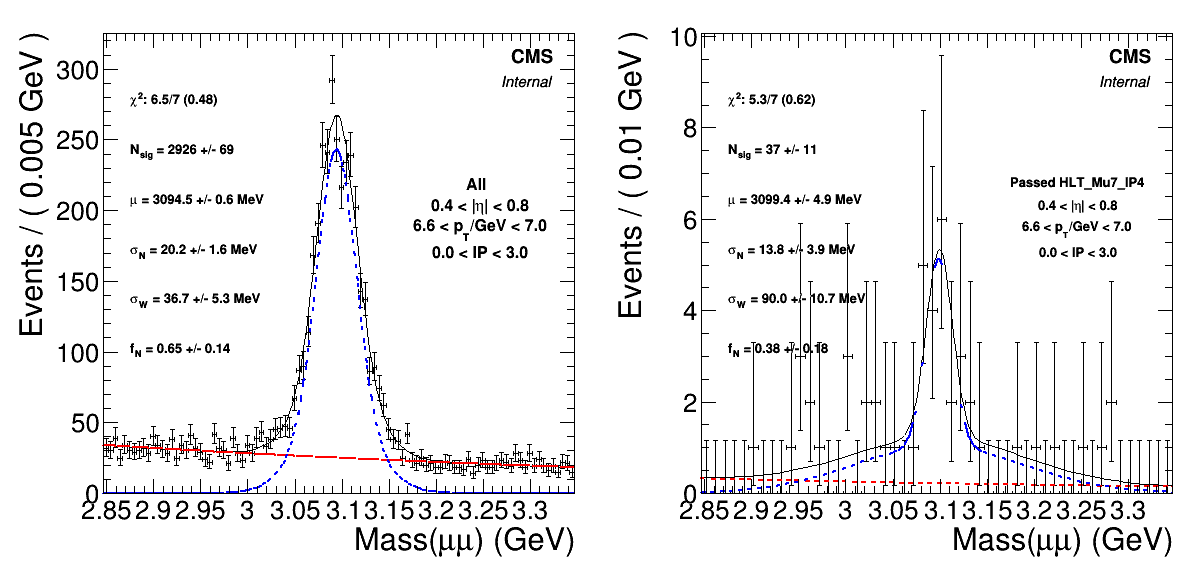 Events / ( 0.005 GeV )
300
250
200
150
100
50
0
CMS
Internal
χ²: 6.5/7 (0.48)
N_sig = 2926 +/- 69
μ = 3094.5 +/- 0.6 MeV
σ_N = 20.2 +/- 1.6 MeV
σ_W = 36.7 +/- 5.3 MeV
f_N = 0.65 +/- 0.14
All
0.4 < |η| < 0.8
6.6 < p_T/GeV < 7.0
0.0 < IP < 3.0
2.85 2.9 2.95 3 3.05 3.1 3.15 3.2 3.25 3.3
Mass(μμ) (GeV)
Events / ( 0.01 GeV )
10
8
6
4
2
0
CMS
Internal
χ²: 5.3/7 (0.62)
N_sig = 37 +/- 11
μ = 3099.4 +/- 4.9 MeV
σ_N = 13.8 +/- 3.9 MeV
σ_W = 90.0 +/- 10.7 MeV
f_N = 0.38 +/- 0.18
Passed HLT_Mu7_IP4
0.4 < |η| < 0.8
6.6 < p_T/GeV < 7.0
0.0 < IP < 3.0
2.85 2.9 2.95 3 3.05 3.1 3.15 3.2 3.25 3.3
Mass(μμ) (GeV)